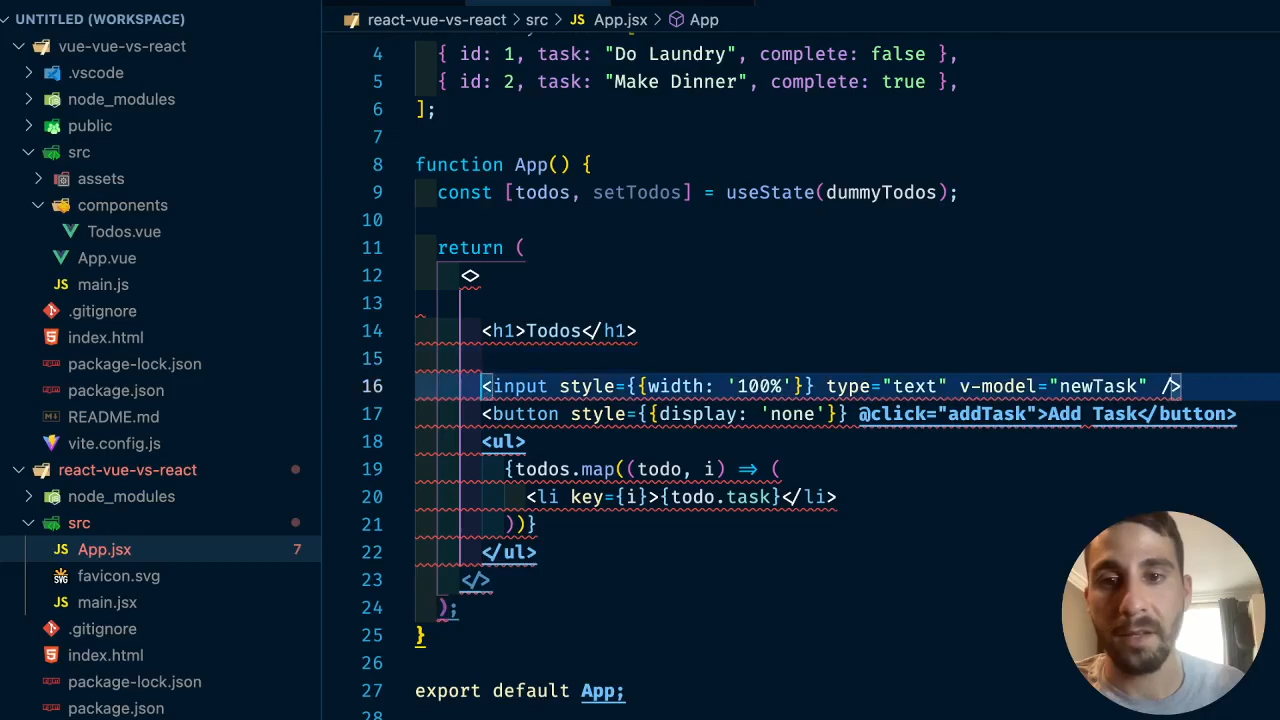 UNTITLED (WORKSPACE)
vue-vue-vs-react
.vscode
node_modules
public
src
assets
components
Todos.vue
App.vue
JS main.js
.gitignore
index.html
package-lock.json
package.json
README.md
vite.config.js
react-vue-vs-react
node_modules
src
JS App.jsx 7
favicon.svg
JS main.jsx
.gitignore
index.html
package-lock.json
package.json
react-vue-vs-react › src › JS App.jsx › App
4 { id: 1, task: "Do Laundry", complete: false },
5 { id: 2, task: "Make Dinner", complete: true },
6 ];
7
8 function App() {
9 const [todos, setTodos] = useState(dummyTodos);
10
11 return (
12 <>
13
14 <h1>Todos</h1>
15
16 <input style={{width: '100%'}} type="text" v-model="newTask" />
17 <button style={{display: 'none'}} @click="addTask">Add Task</button>
18 <ul>
19 {todos.map((todo, i) => (
20 <li key={i}>{todo.task}</li>
21 ))}
22 </ul>
23 </>
24 );
25 }
26
27 export default App;
28